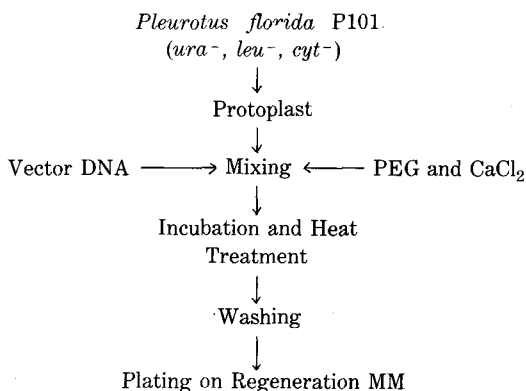 Pleurotus florida P101
(ura⁻, leu⁻, cyt⁻)
Protoplast
Vector DNA Mixing PEG and CaCl₂
Incubation and Heat
Treatment
Washing
Plating on Regeneration MM